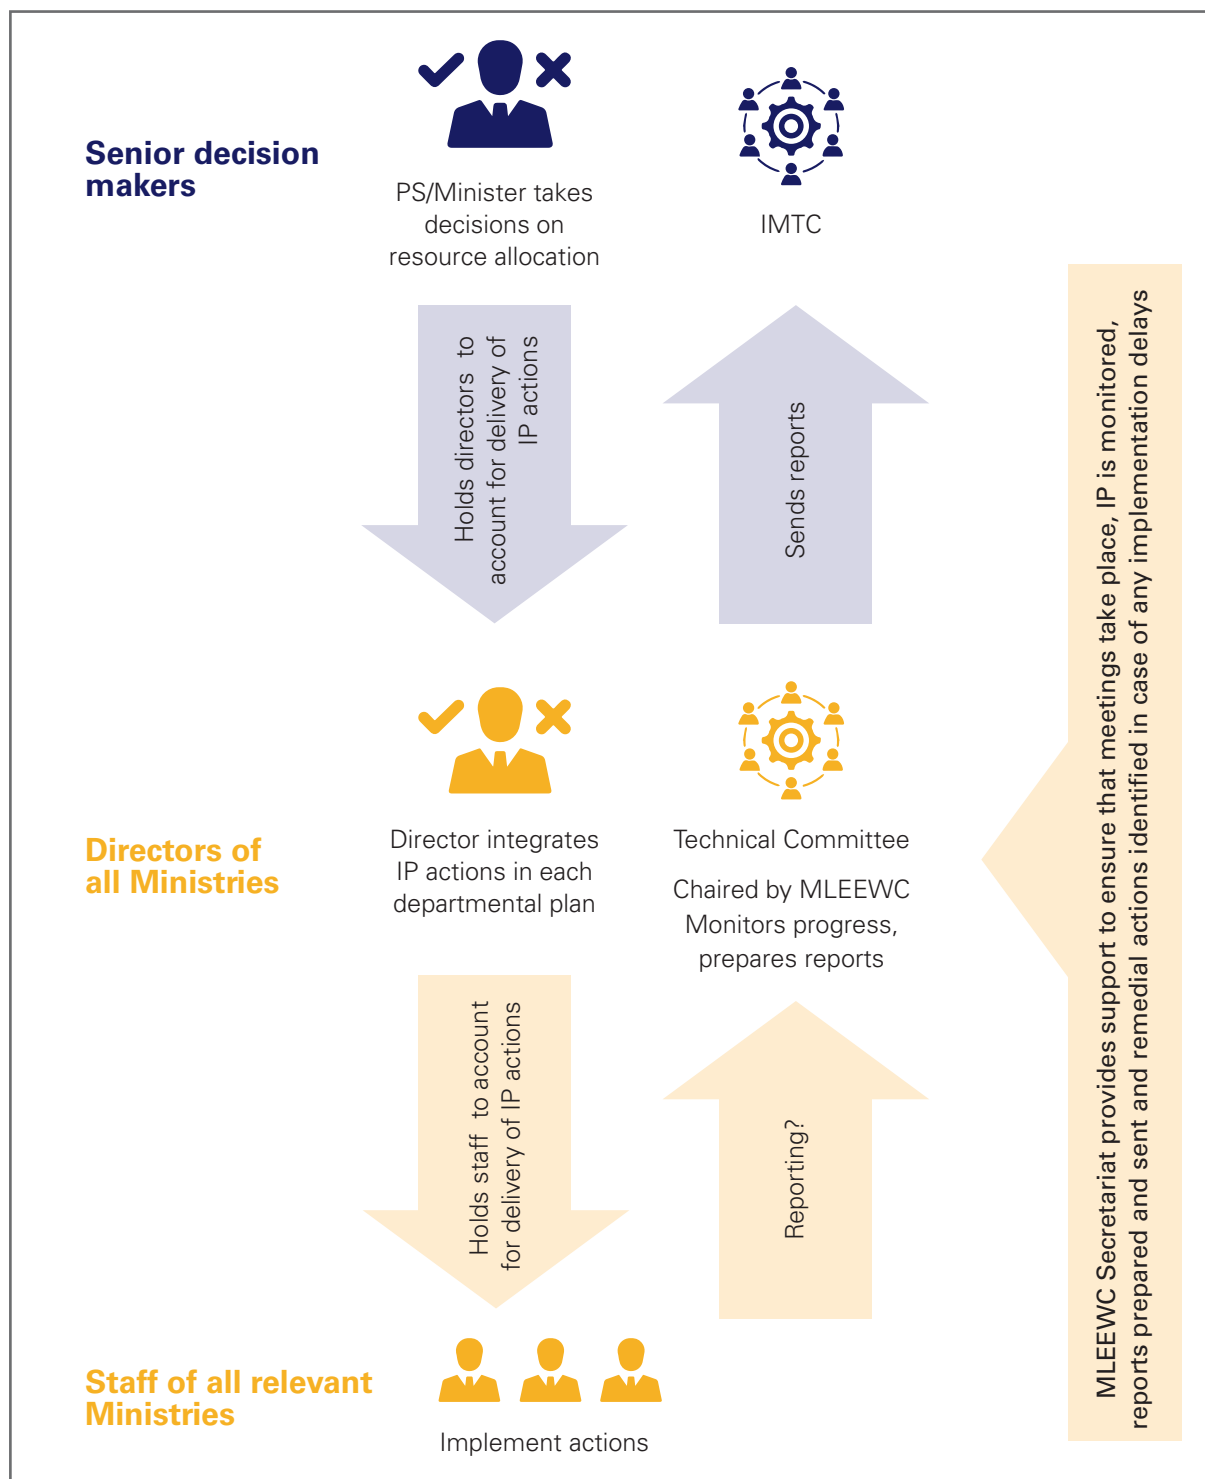 Senior decision
makers
PS/Minister takes
decisions on
resource allocation
IMTC
Holds directors to
account for delivery of
IP actions
Sends reports
Directors of
all Ministries
Director integrates
IP actions in each
departmental plan
Technical Committee
Chaired by MLEEWC
Monitors progress,
prepares reports
Holds staff to account
for delivery of IP actions
Reporting?
Staff of all relevant
Ministries
Implement actions
MLEEWC Secretariat provides support to ensure that meetings take place, IP is monitored,
reports prepared and sent and remedial actions identified in case of any implementation delays